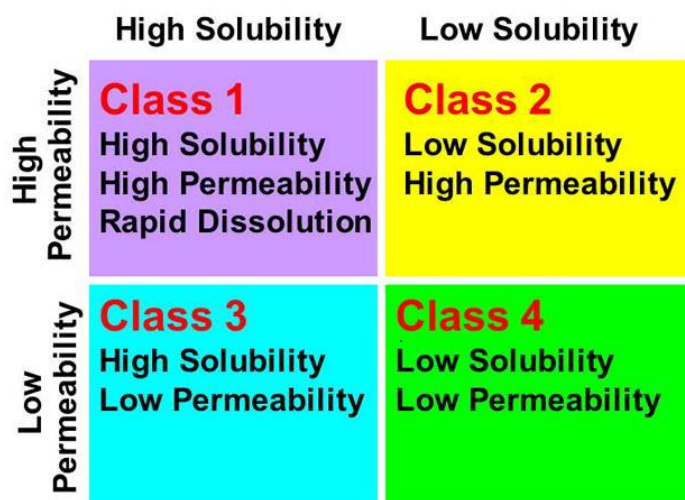 High Solubility
Low Solubility
High
Permeability
Class 1
High Solubility
High Permeability
Rapid Dissolution
Class 2
Low Solubility
High Permeability
Low
Permeability
Class 3
High Solubility
Low Permeability
Class 4
Low Solubility
Low Permeability